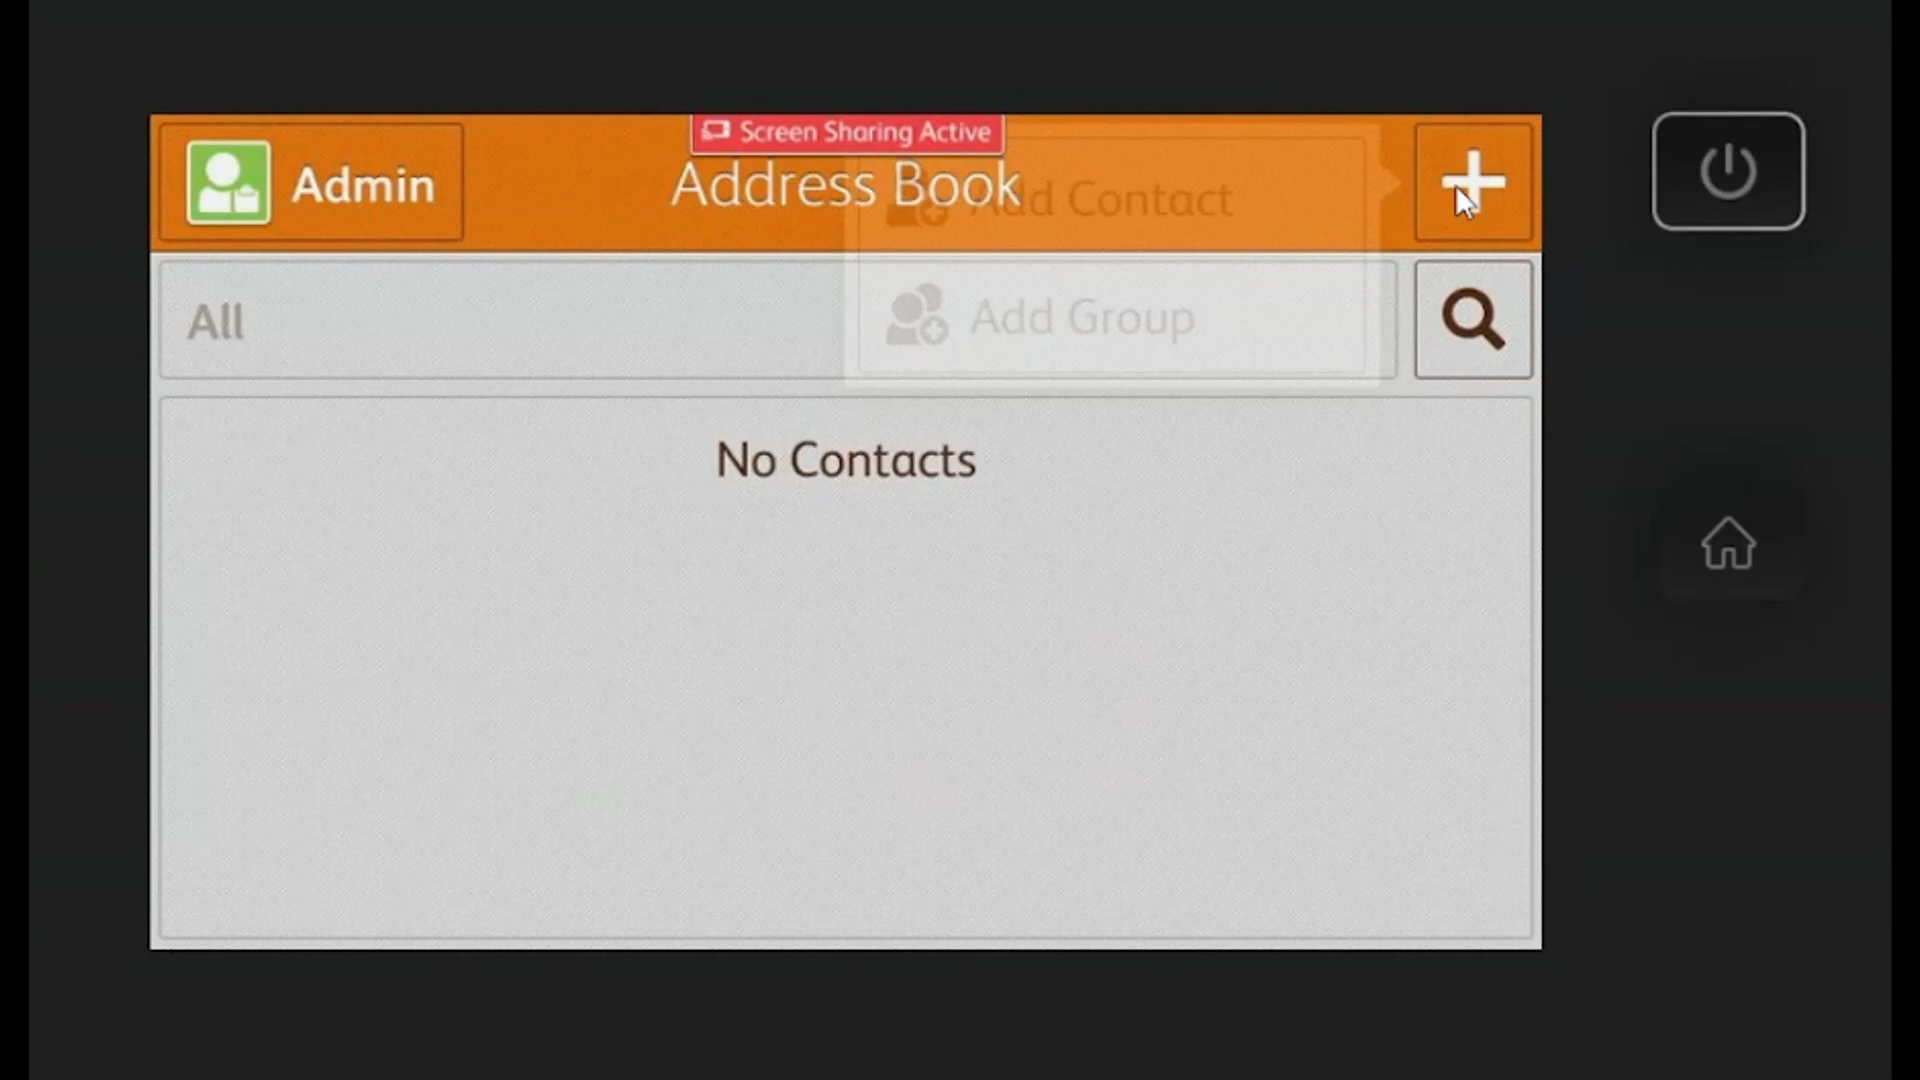 Screen Sharing Active
Admin
Address Book
Add Contact
All
Add Group
No Contacts